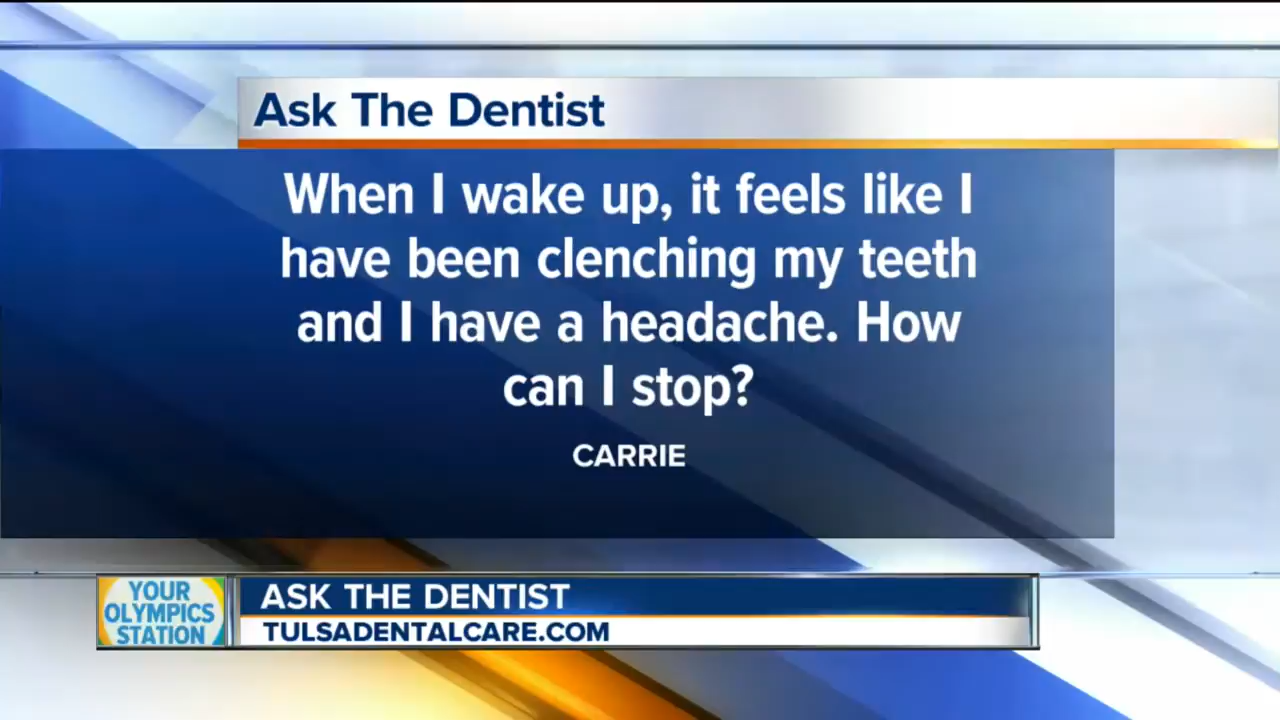 Ask The Dentist
When I wake up, it feels like I
have been clenching my teeth
and I have a headache. How
can I stop?
CARRIE
YOUR
OLYMPICS
STATION
ASK THE DENTIST
TULSADENTALCARE.COM